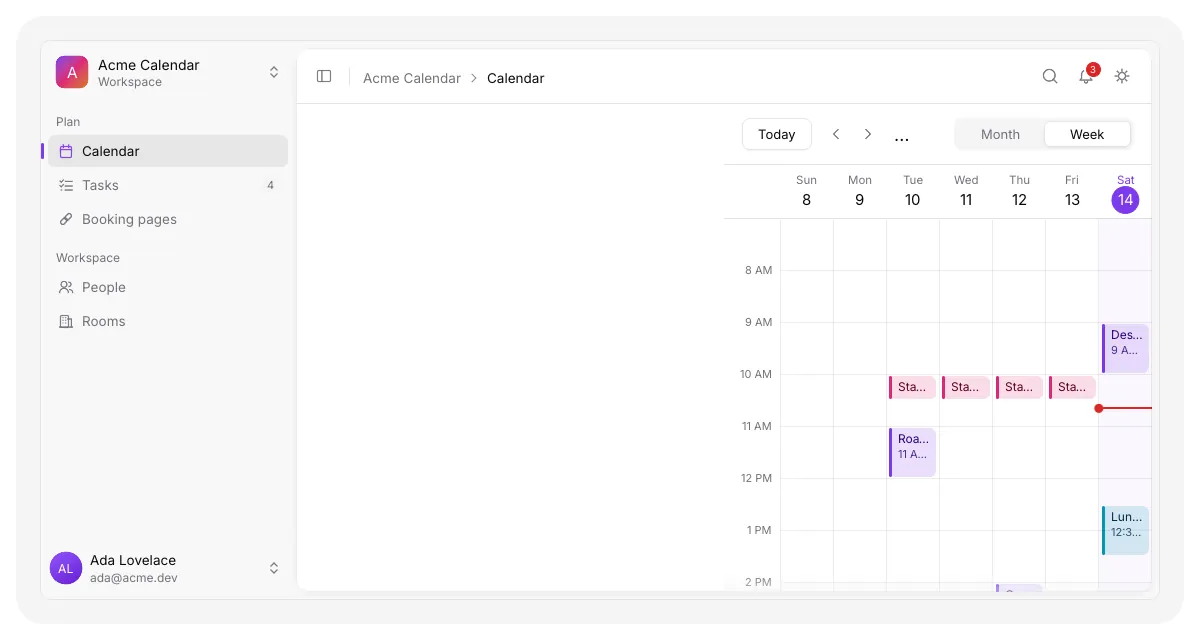 A
Acme Calendar
Workspace
Plan
Calendar
Tasks 4
Booking pages
Workspace
People
Rooms
AL
Ada Lovelace
ada@acme.dev
Acme Calendar > Calendar
3
Today
...
Month Week
Sun Mon Tue Wed Thu Fri Sat
8 9 10 11 12 13 14
8 AM
9 AM
Des...
9 A...
10 AM
Sta... Sta... Sta... Sta...
11 AM
Roa...
11 A...
12 PM
Lun...
12:3...
1 PM
2 PM